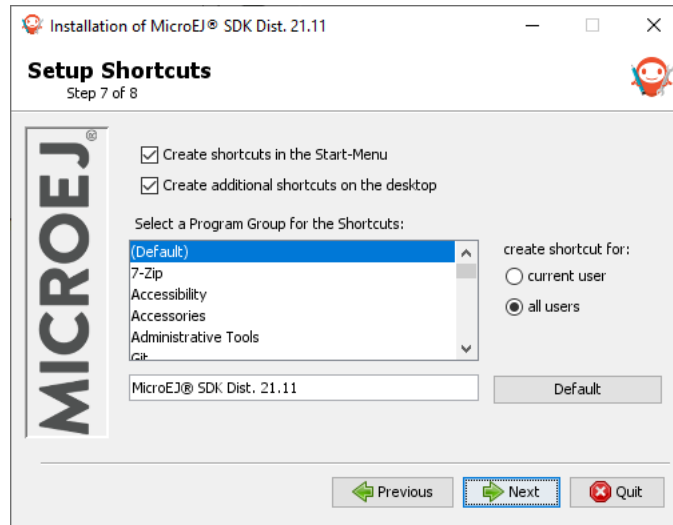 Installation of MicroEJ® SDK Dist. 21.11
Setup Shortcuts
Step 7 of 8
MICROEJ®
Create shortcuts in the Start-Menu
Create additional shortcuts on the desktop
Select a Program Group for the Shortcuts:
(Default)
7-Zip
Accessibility
Accessories
Administrative Tools
Git
create shortcut for:
current user
all users
MicroEJ® SDK Dist. 21.11
Default
Previous
Next
Quit